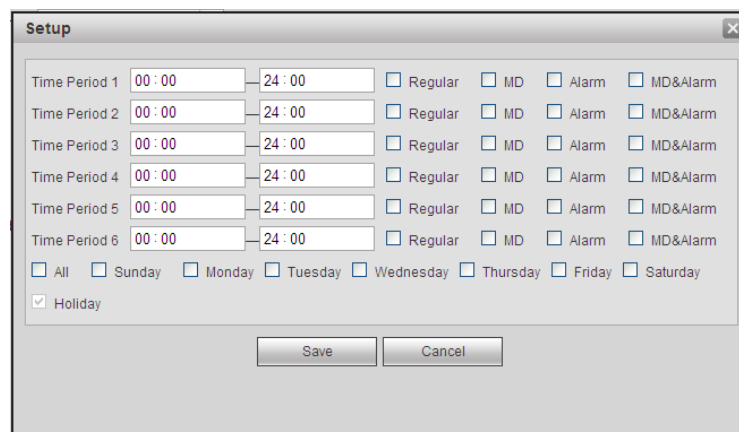 Setup
Time Period 1 00:00 — 24:00 Regular MD Alarm MD&Alarm
Time Period 2 00:00 — 24:00 Regular MD Alarm MD&Alarm
Time Period 3 00:00 — 24:00 Regular MD Alarm MD&Alarm
Time Period 4 00:00 — 24:00 Regular MD Alarm MD&Alarm
Time Period 5 00:00 — 24:00 Regular MD Alarm MD&Alarm
Time Period 6 00:00 — 24:00 Regular MD Alarm MD&Alarm
All Sunday Monday Tuesday Wednesday Thursday Friday Saturday
Holiday
Save Cancel